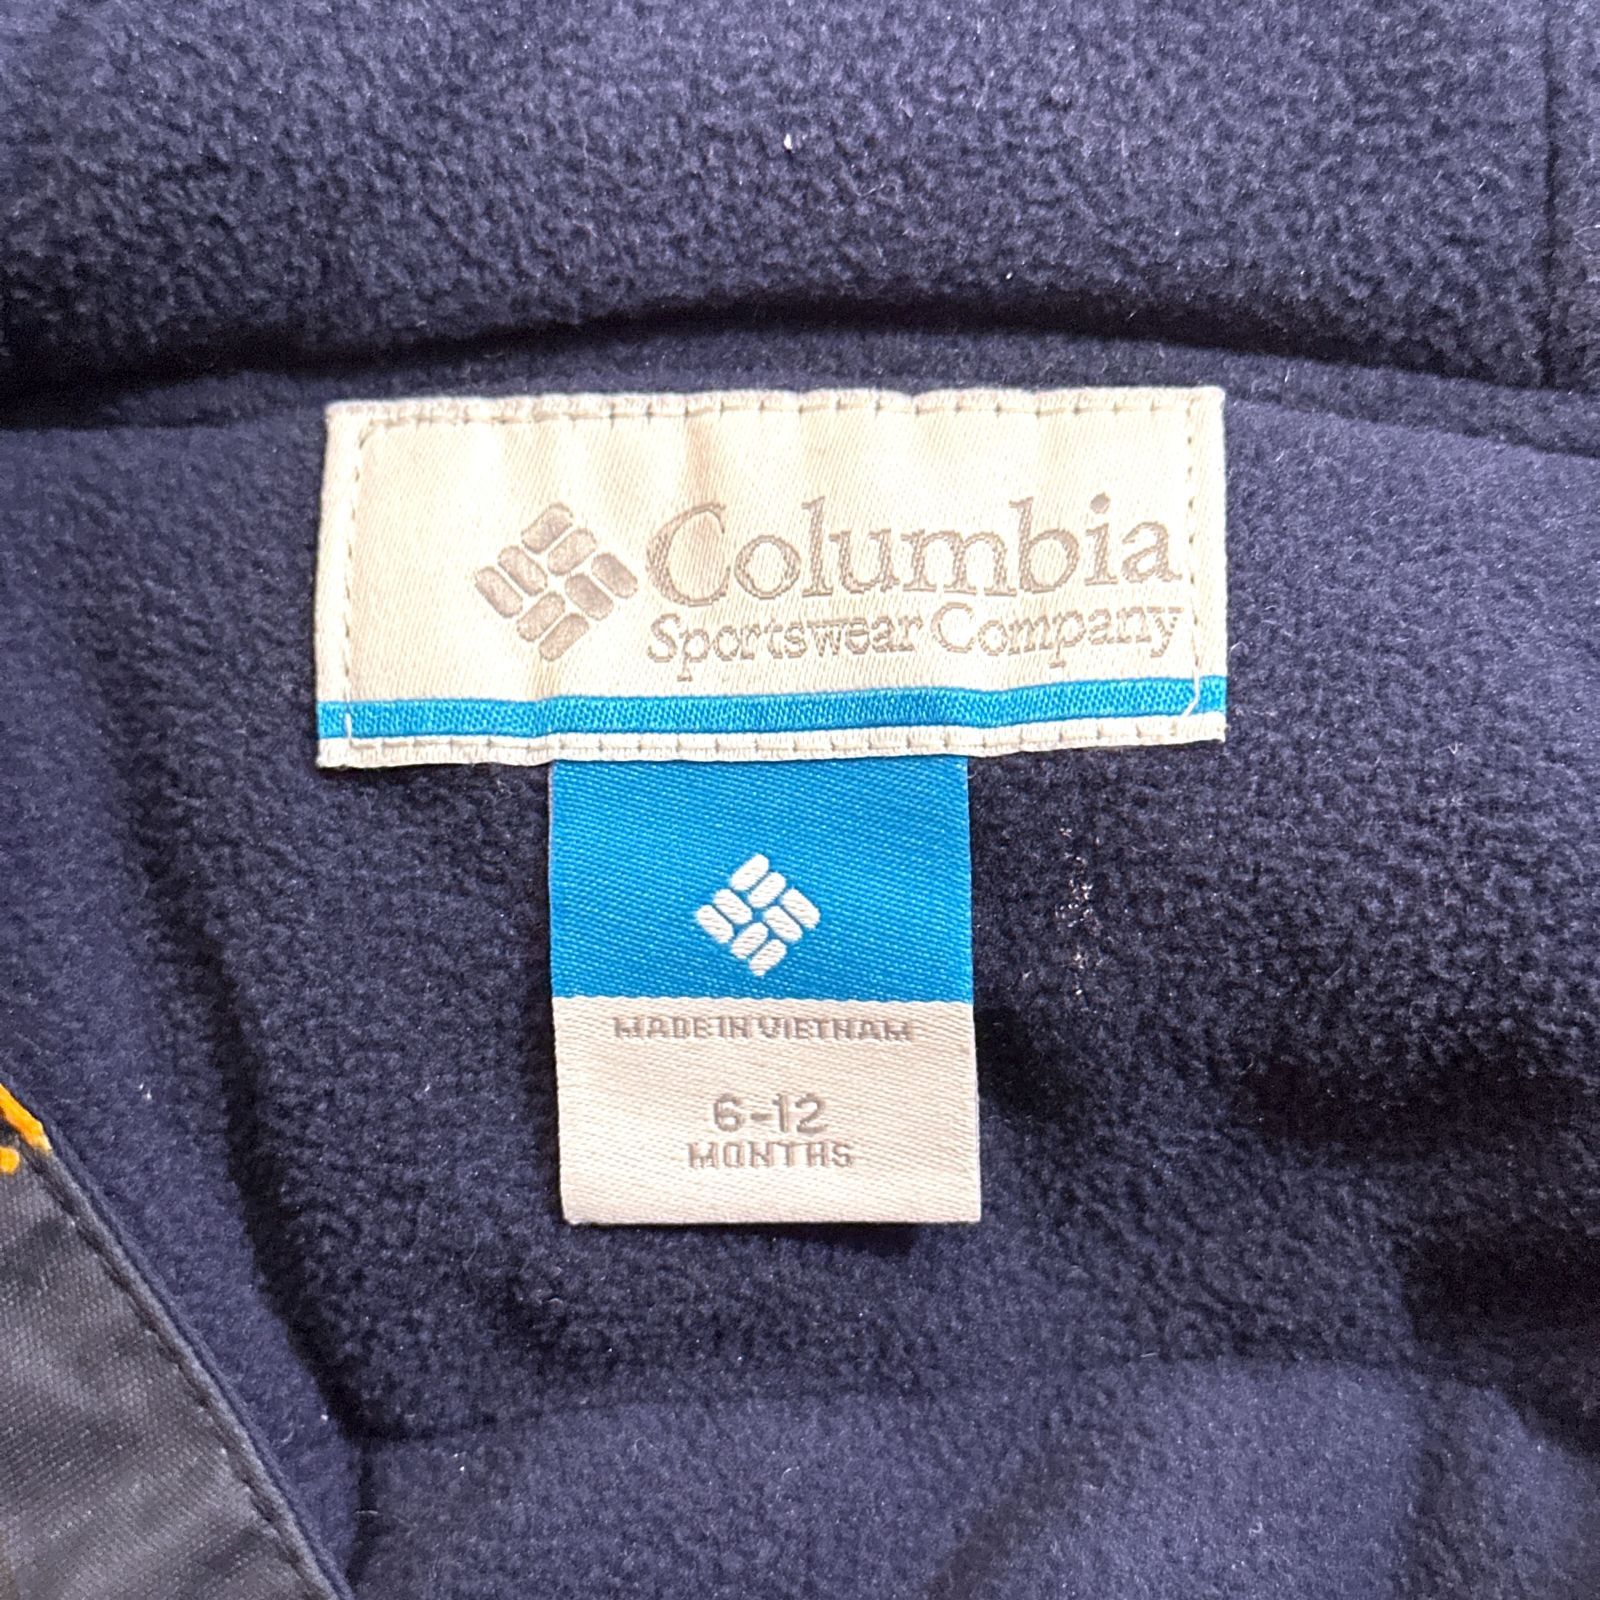 Columbia
Sportswear Company
MADE IN VIETNAM
6-12
MONTHS